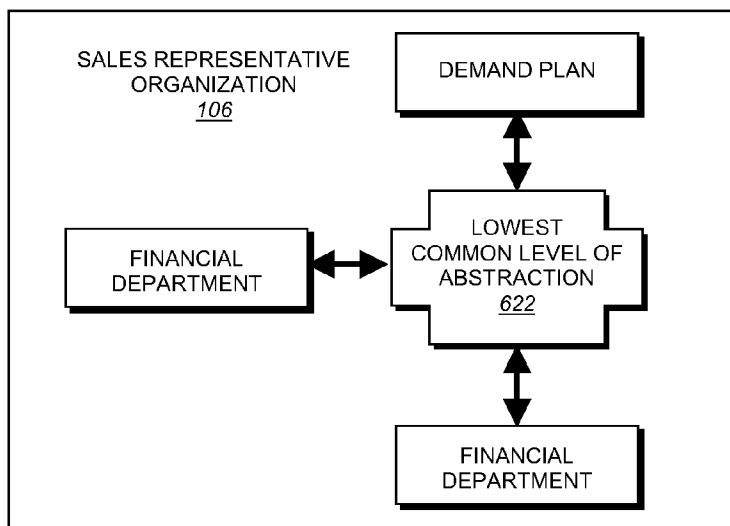 SALES REPRESENTATIVE
ORGANIZATION
106
DEMAND PLAN
LOWEST
COMMON LEVEL OF
ABSTRACTION
622
FINANCIAL
DEPARTMENT
FINANCIAL
DEPARTMENT